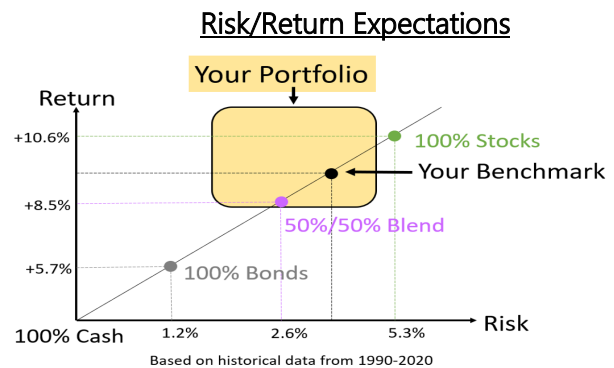 Risk/Return Expectations
Your Portfolio
Return
+10.6%
100% Stocks
Your Benchmark
+8.5%
50%/50% Blend
+5.7%
100% Bonds
Risk
100% Cash
1.2%
2.6%
5.3%
Based on historical data from 1990-2020